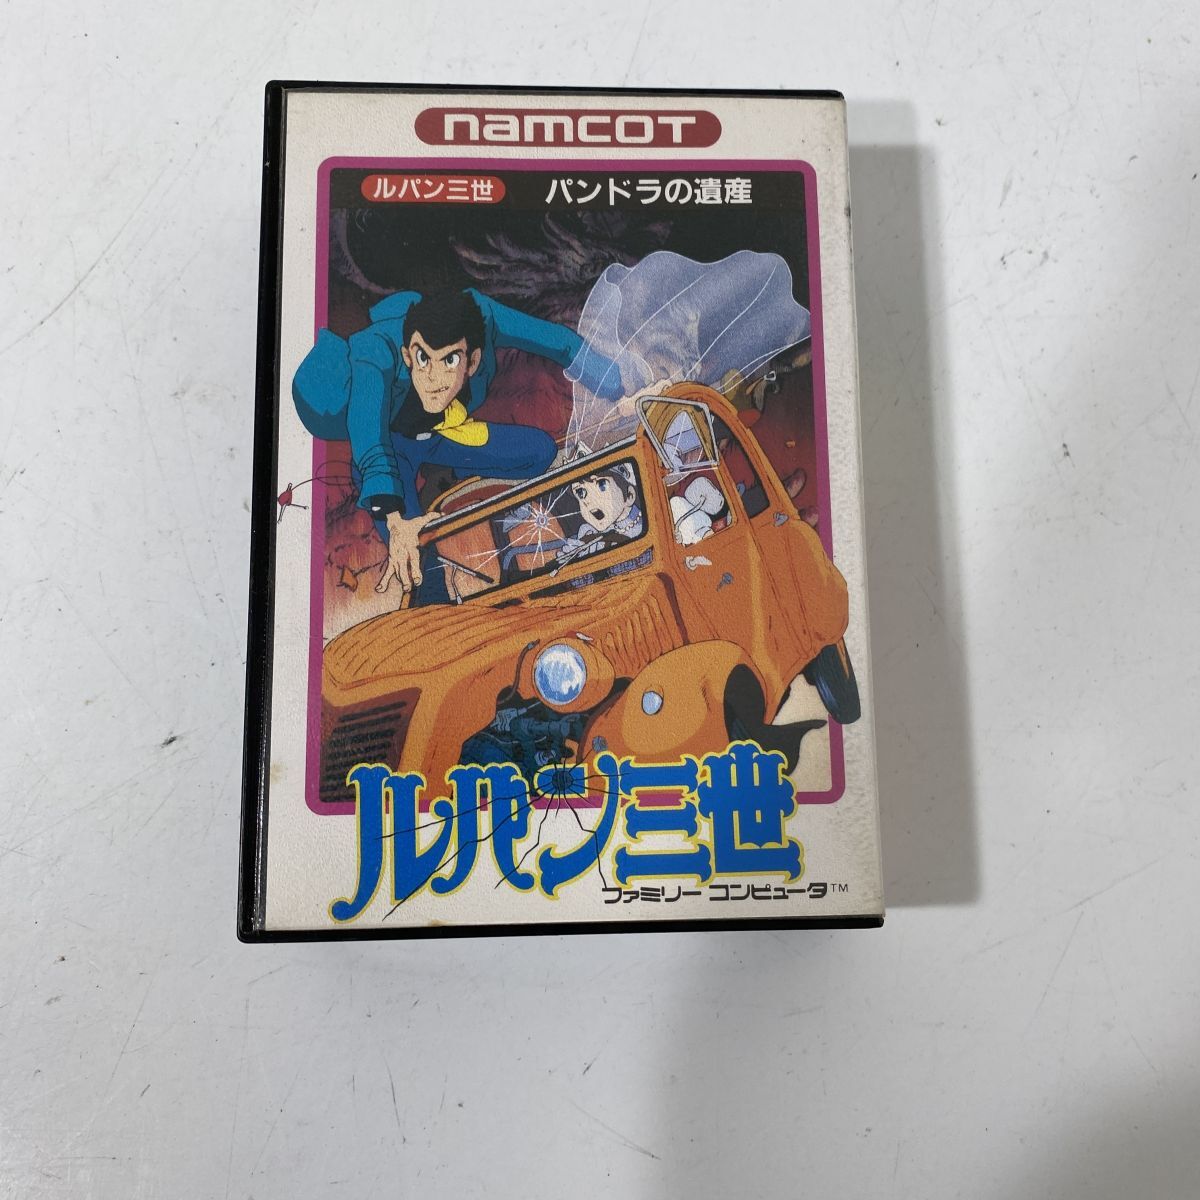 namcot
ルパン三世 パンドラの遺産
ルパン三世
ファミリー コンピュータ™